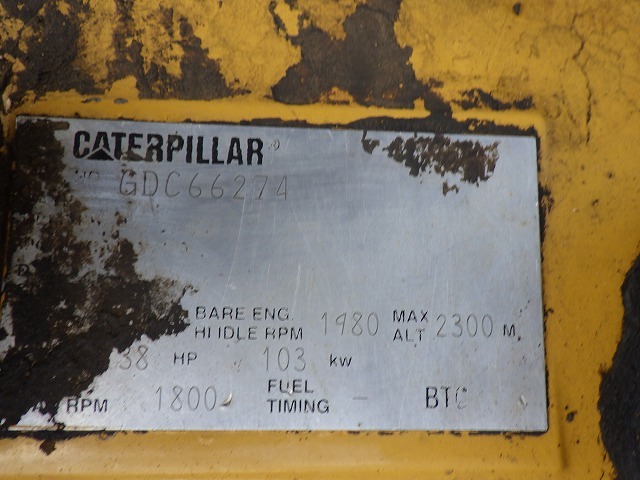 CATERPILLAR®
NO. GDC66274
BARE ENG. MAX
HI IDLE RPM 1980 ALT 2300 M
38 HP 103 kw
RPM 1800 FUEL
TIMING – BTC